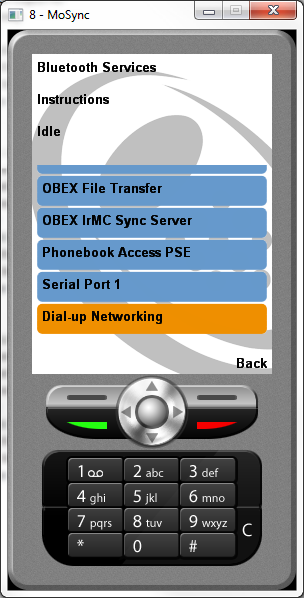 8 - MoSync
Bluetooth Services
Instructions
Idle
OBEX File Transfer
OBEX IrMC Sync Server
Phonebook Access PSE
Serial Port 1
Dial-up Networking
Back
1 2 abc 3 def
4 ghi 5 jkl 6 mno
7 pqrs 8 tuv 9 wxyz C
* 0 #